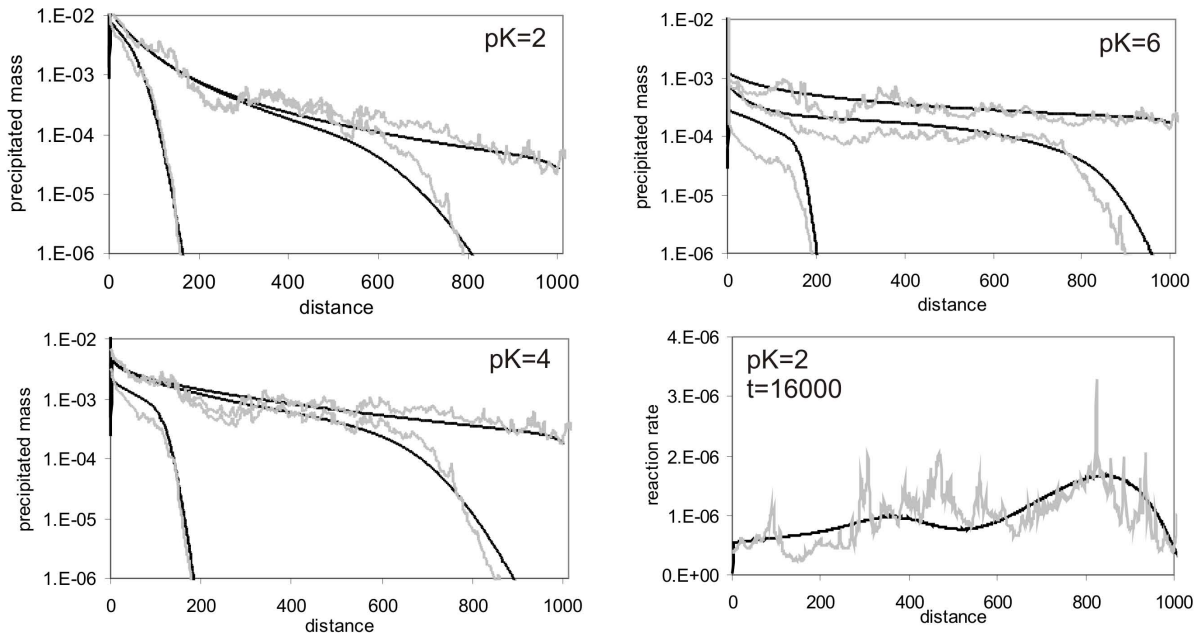 pK=2
1.E-02
1.E-03
1.E-04
1.E-05
1.E-06
precipitated mass
0 200 400 600 800 1000
distance
pK=6
1.E-02
1.E-03
1.E-04
1.E-05
1.E-06
precipitated mass
0 200 400 600 800 1000
distance
pK=4
1.E-02
1.E-03
1.E-04
1.E-05
1.E-06
precipitated mass
0 200 400 600 800 1000
distance
pK=2
t=16000
4.E-06
3.E-06
2.E-06
1.E-06
0.E+00
reaction rate
0 200 400 600 800 1000
distance